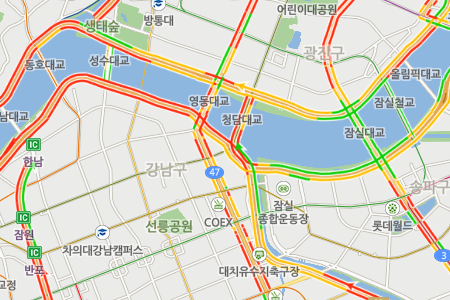 어린이대공원
방통대
생태숲
광진구
동호대교
성수대교
올림픽대교
영동대교
잠실철교
남대교
청담대교
잠실대교
IC
한남
강남구
47
송파구
잠실
종합운동장
IC
선릉공원
COEX
롯데월드
잠원
차의대강남캠퍼스
3
IC
반포
대치유수지축구장
교정